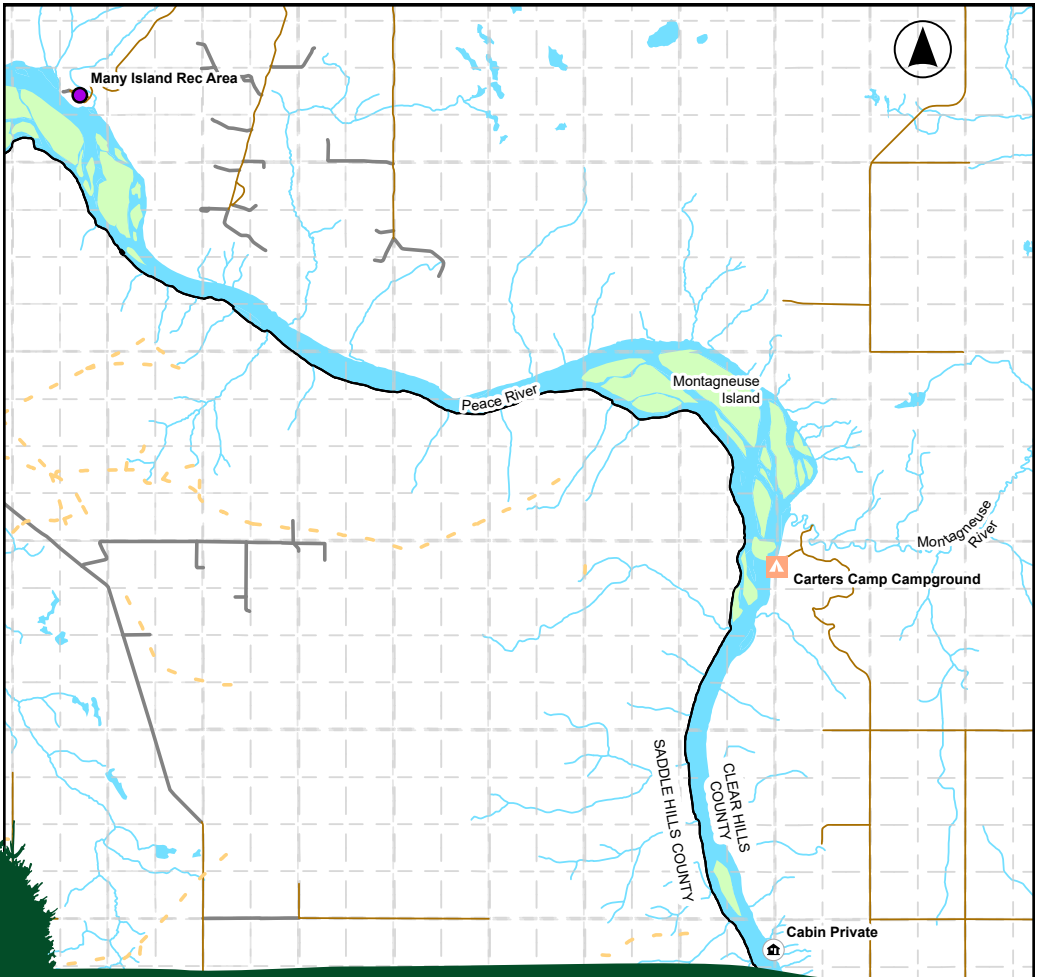 Many Island Rec Area
Montagneuse
Island
Peace River
Montagneuse
River
Carters Camp Campground
SADDLE HILLS COUNTY
CLEAR HILLS
COUNTY
Cabin Private